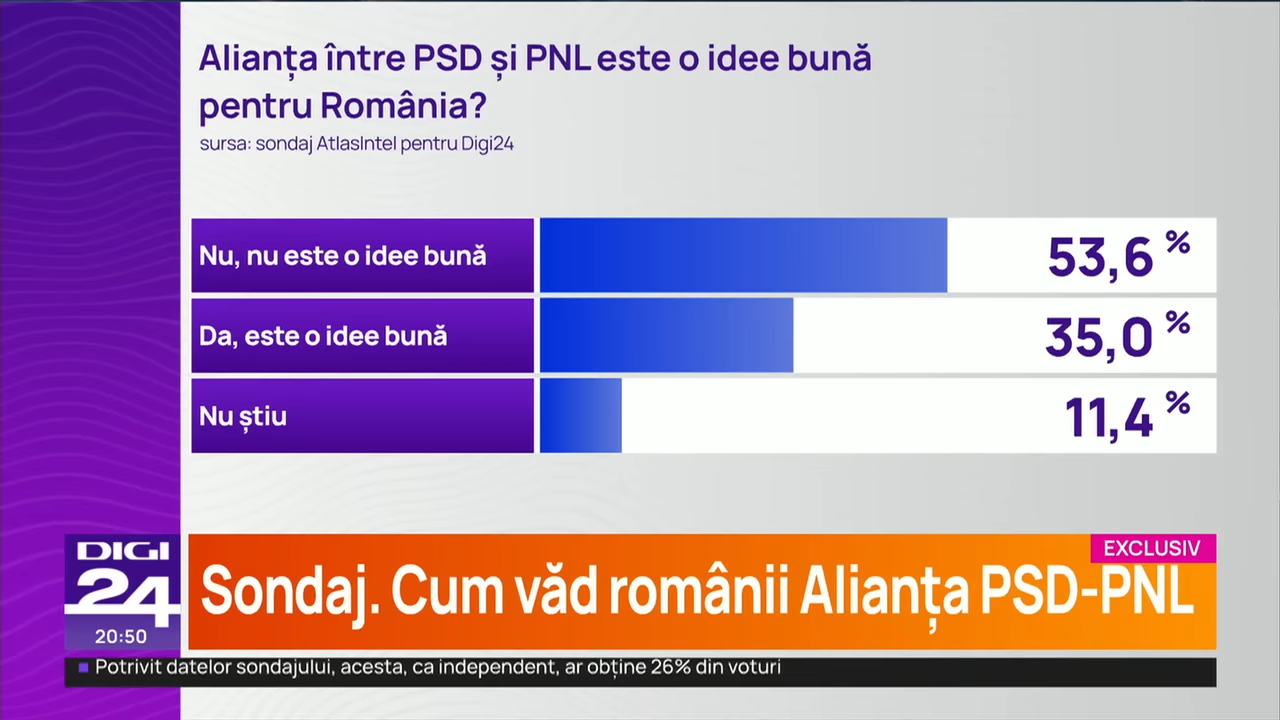 Alianța între PSD și PNL este o idee bună
pentru România?
sursa: sondaj AtlasIntel pentru Digi24
Nu, nu este o idee bună
53,6 %
Da, este o idee bună
35,0 %
Nu știu
11,4 %
EXCLUSIV
DIGI
24
20:50
Sondaj. Cum văd românii Alianța PSD-PNL
Potrivit datelor sondajului, acesta, ca independent, ar obține 26% din voturi